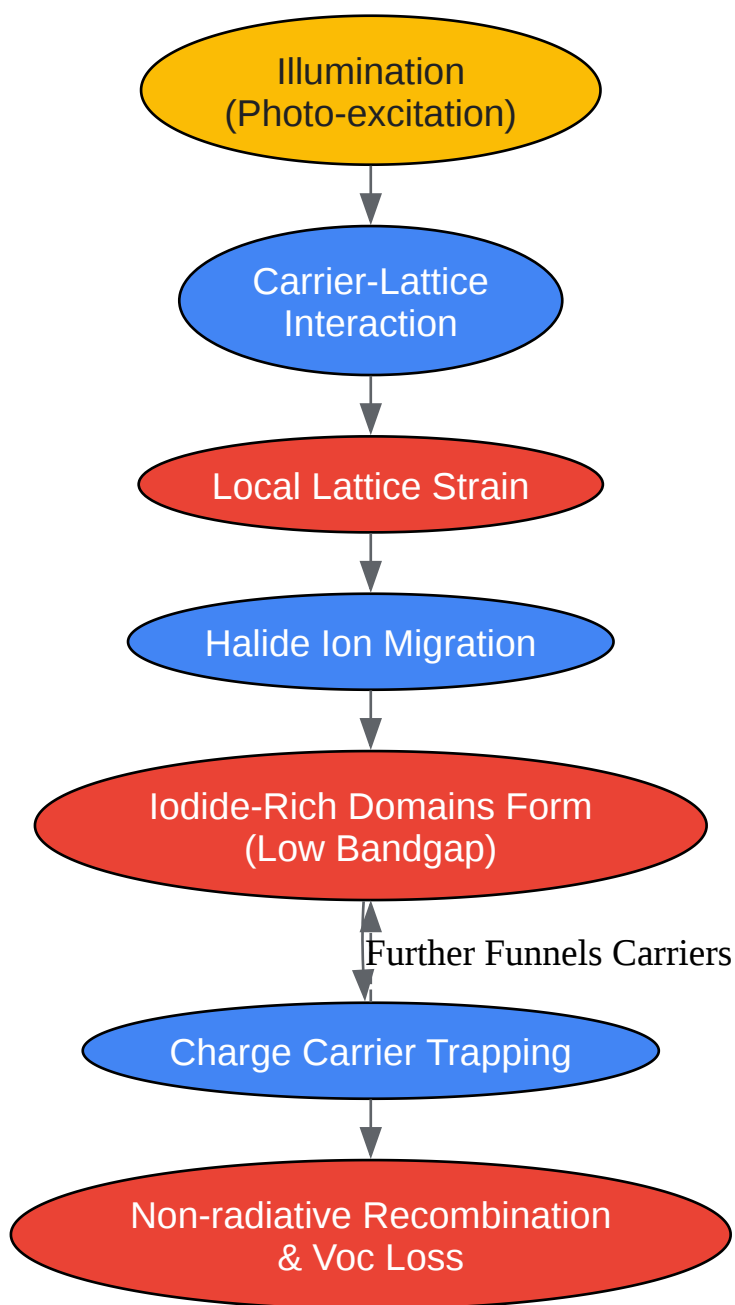 Illumination
(Photo-excitation)
Carrier-Lattice
Interaction
Local Lattice Strain
Halide Ion Migration
Iodide-Rich Domains Form
(Low Bandgap)
Further Funnels Carriers
Charge Carrier Trapping
Non-radiative Recombination
& Voc Loss